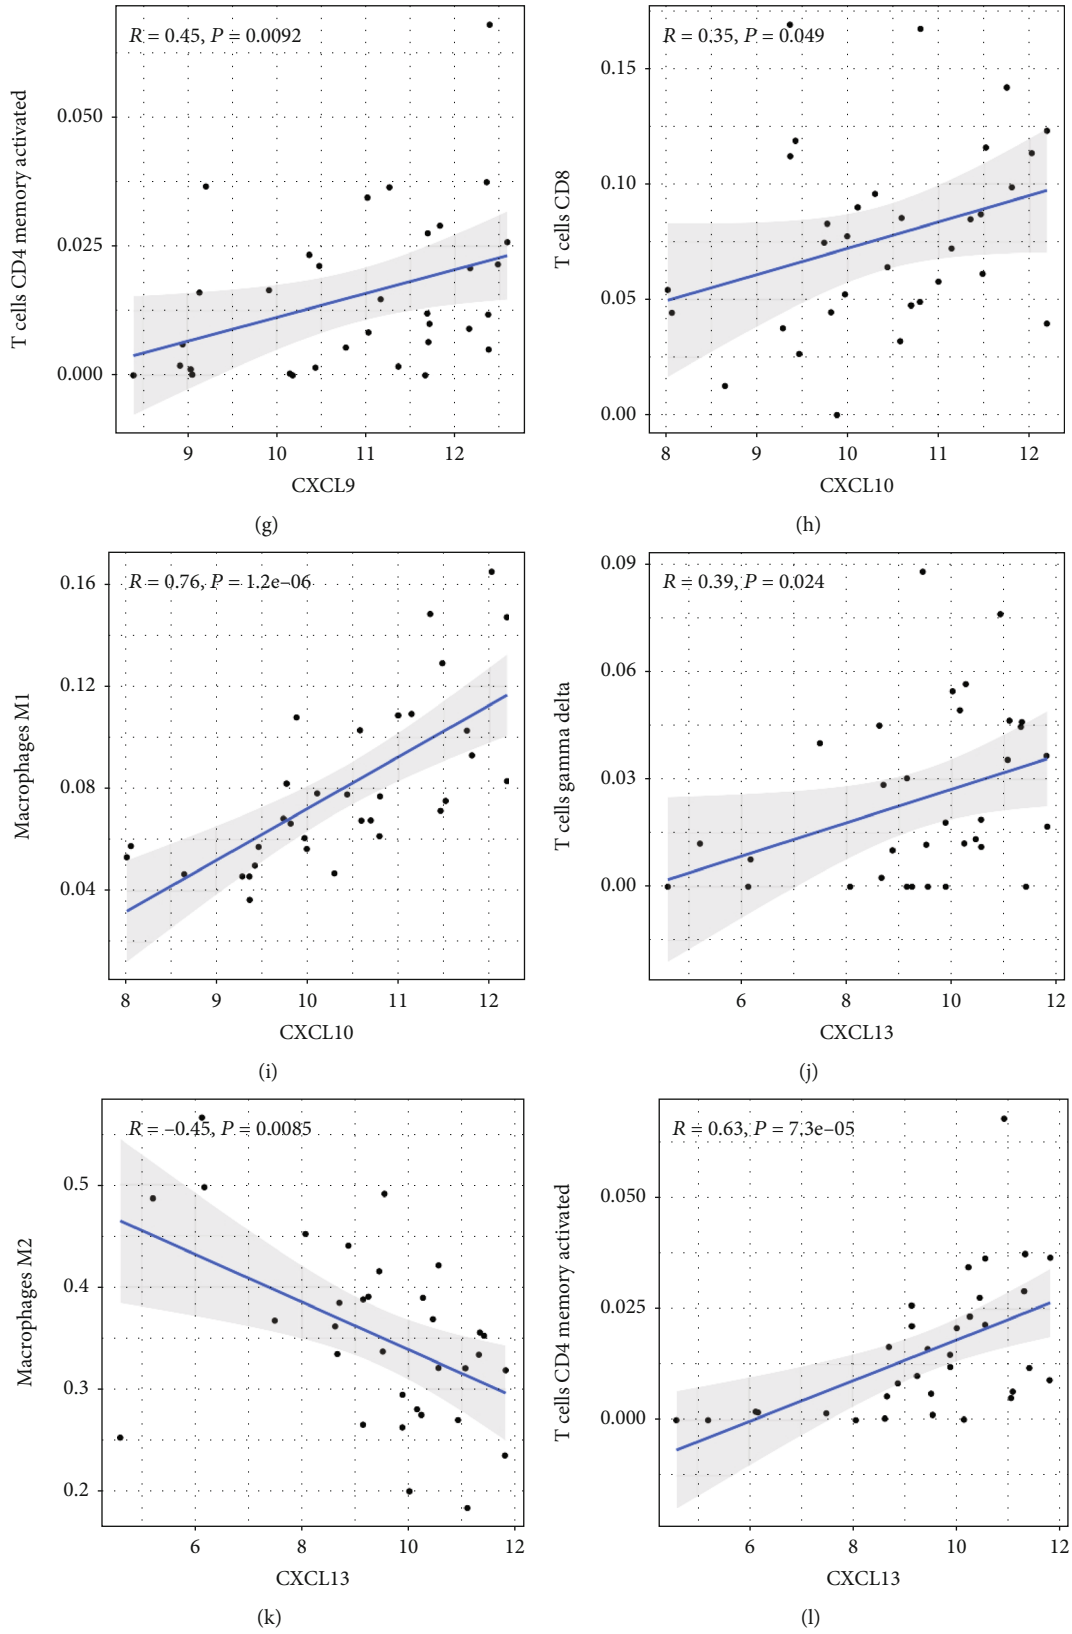 R = 0.45, P = 0.0092
T cells CD4 memory activated
0.050
0.025
0.000
9 10 11 12
CXCL9
(g)
R = 0.35, P = 0.049
T cells CD8
0.15
0.10
0.05
0.00
8 9 10 11 12
CXCL10
(h)
R = 0.76, P = 1.2e–06
Macrophages M1
0.16
0.12
0.08
0.04
8 9 10 11 12
CXCL10
(i)
R = 0.39, P = 0.024
T cells gamma delta
0.09
0.06
0.03
0.00
6 8 10 12
CXCL13
(j)
R = –0.45, P = 0.0085
Macrophages M2
0.5
0.4
0.3
0.2
6 8 10 12
CXCL13
(k)
R = 0.63, P = 7.3e–05
T cells CD4 memory activated
0.050
0.025
0.000
6 8 10 12
CXCL13
(l)